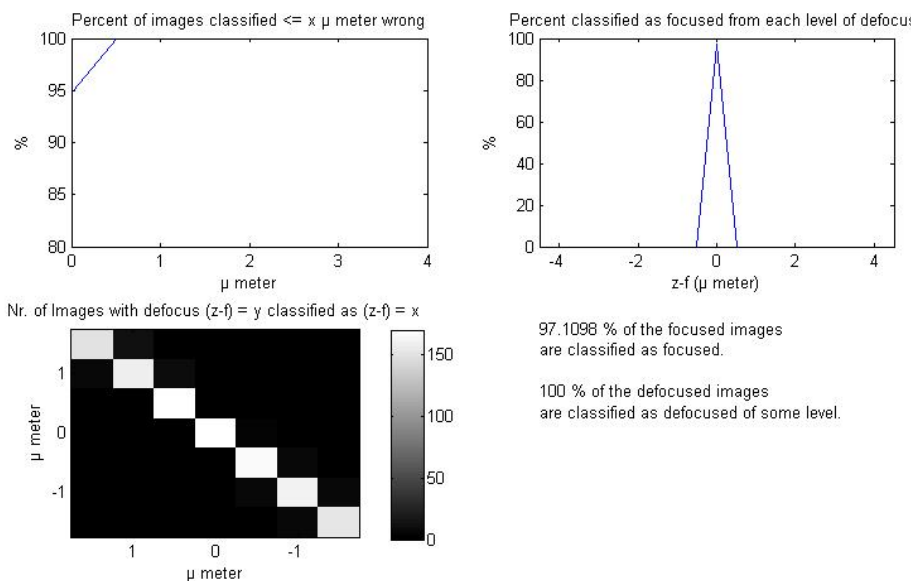 Percent of images classified <= x µ meter wrong
100
95
90
85
80
%
0 1 2 3 4
µ meter
Percent classified as focused from each level of defocus
100
80
60
40
20
0
%
-4 -2 0 2 4
z-f (µ meter)
Nr. of Images with defocus (z-f) = y classified as (z-f) = x
1
0
-1
µ meter
1 0 -1
µ meter
150
100
50
0
97.1098 % of the focused images
are classified as focused.
100 % of the defocused images
are classified as defocused of some level.